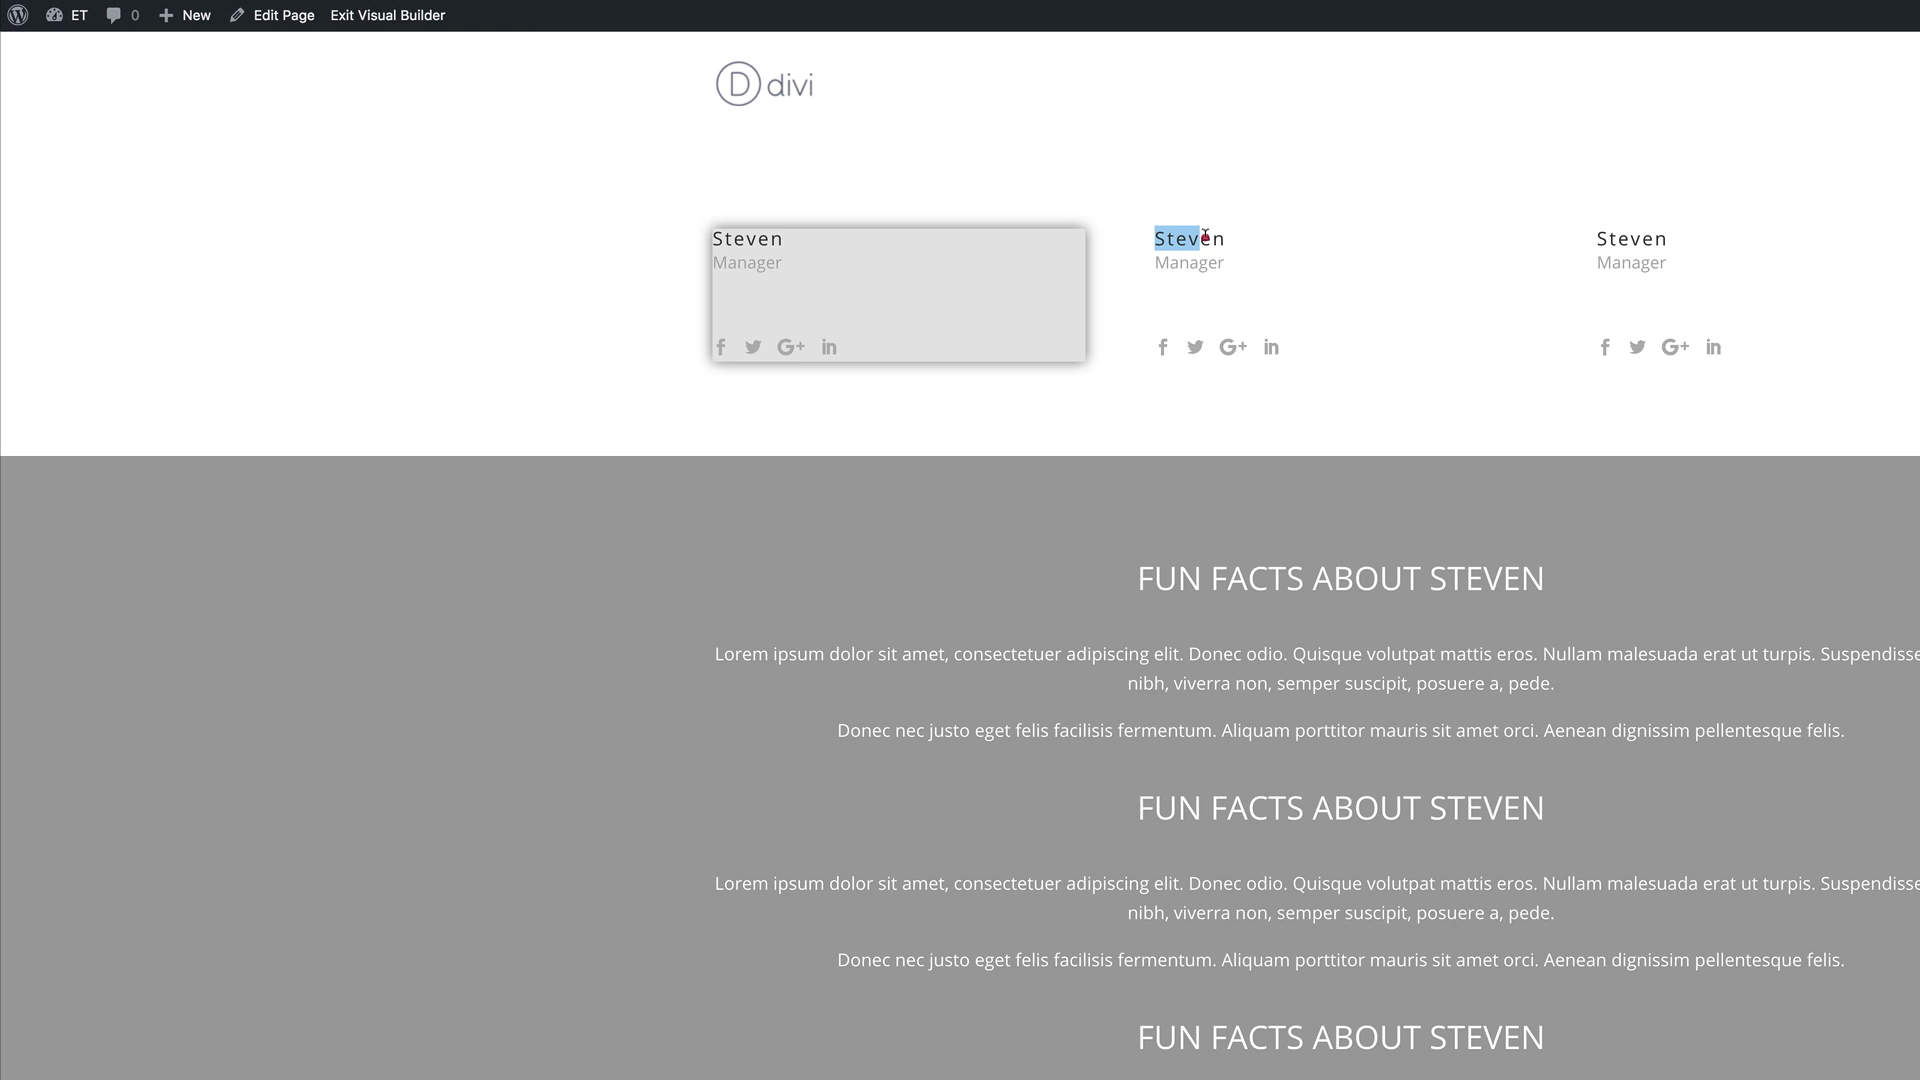 ET 0 New Edit Page Exit Visual Builder
D divi
Steven Steven Steven
Manager Manager Manager
f G+ in f G+ in f G+ in
FUN FACTS ABOUT STEVEN
Lorem ipsum dolor sit amet, consectetuer adipiscing elit. Donec odio. Quisque volutpat mattis eros. Nullam malesuada erat ut turpis. Suspendisse
nibh, viverra non, semper suscipit, posuere a, pede.
Donec nec justo eget felis facilisis fermentum. Aliquam porttitor mauris sit amet orci. Aenean dignissim pellentesque felis.
FUN FACTS ABOUT STEVEN
Lorem ipsum dolor sit amet, consectetuer adipiscing elit. Donec odio. Quisque volutpat mattis eros. Nullam malesuada erat ut turpis. Suspendisse
nibh, viverra non, semper suscipit, posuere a, pede.
Donec nec justo eget felis facilisis fermentum. Aliquam porttitor mauris sit amet orci. Aenean dignissim pellentesque felis.
FUN FACTS ABOUT STEVEN